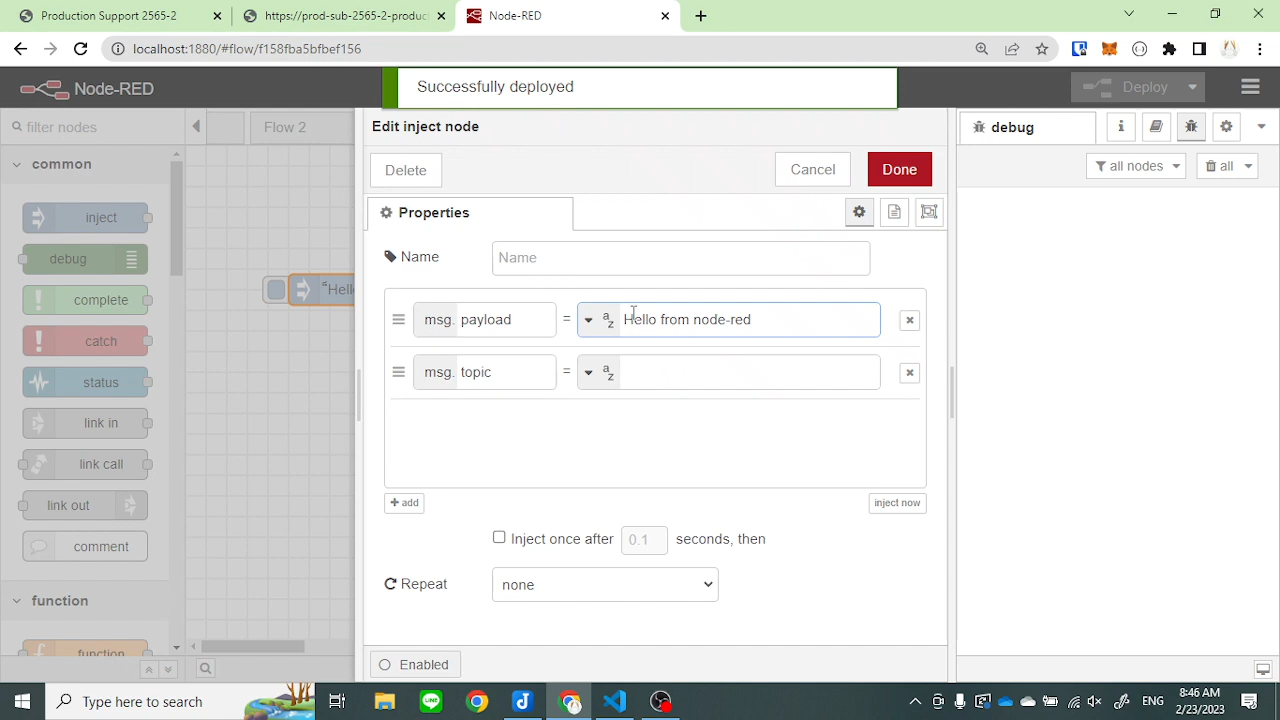 Production Support 2565-2
https://prod-sub-2565-2-product
Node-RED
localhost:1880/#flow/f158fba5bfbef156
Node-RED
Successfully deployed
Deploy
filter nodes
Flow 2
Edit inject node
debug
common
Delete
Cancel
Done
all nodes
all
inject
Properties
debug
Name
Name
complete
"Hello
msg. payload
=
az
Hello from node-red
catch
status
msg. topic
=
az
link in
link call
link out
add
inject now
comment
Inject once after
0.1
seconds, then
Repeat
none
function
function
Enabled
Type here to search
ENG
8:46 AM
2/23/2023